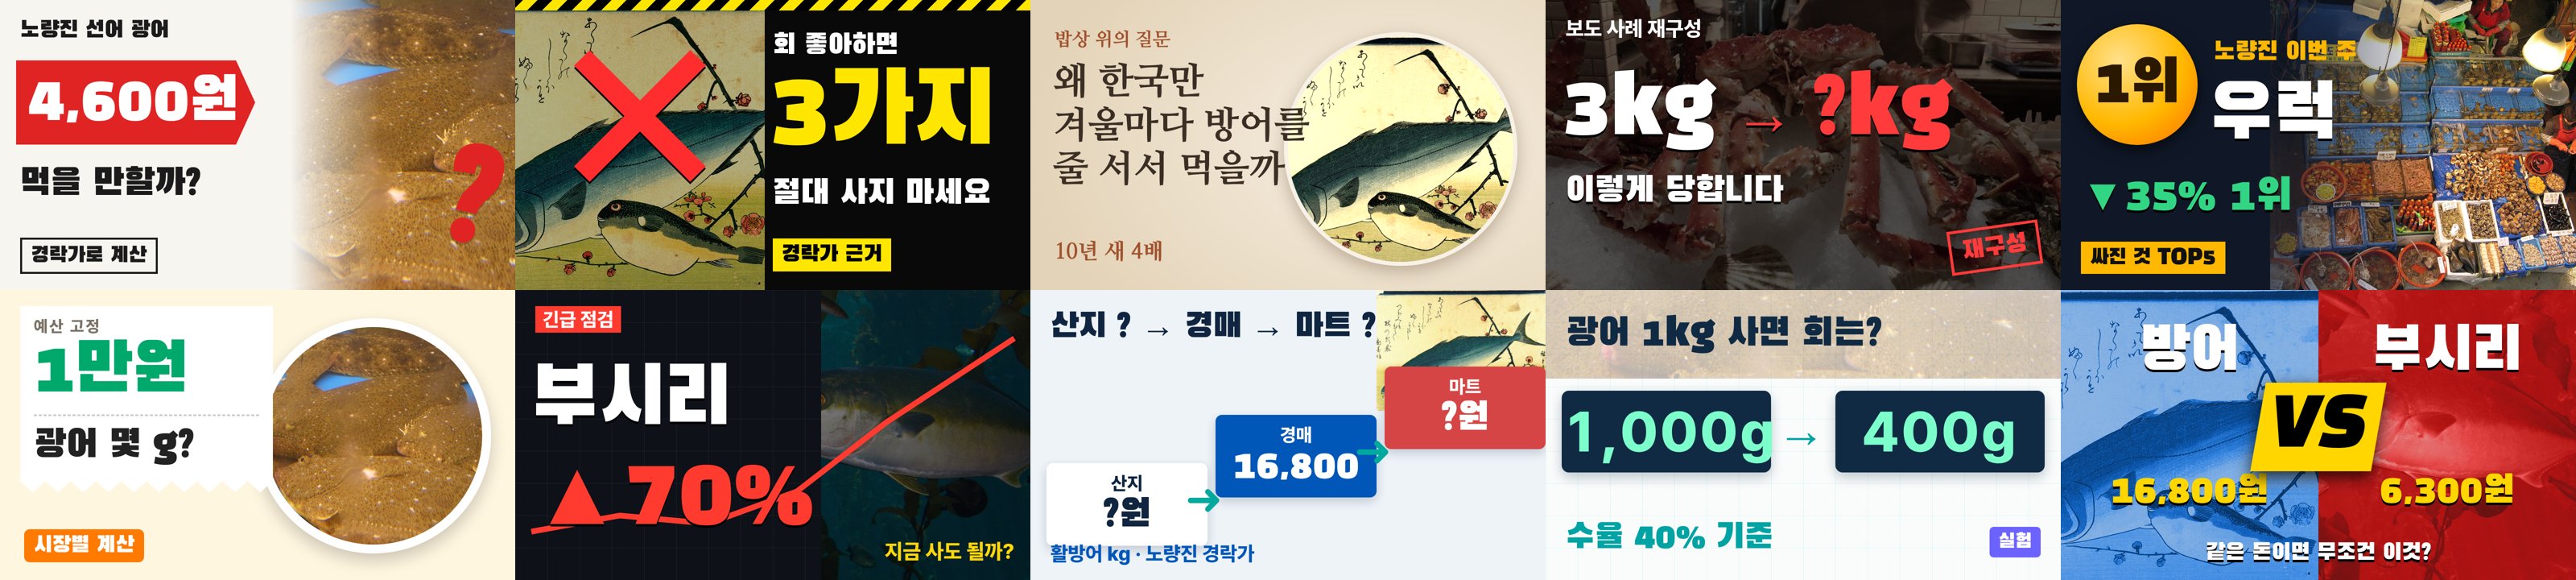 노량진 선어 광어
4,600원
먹을 만할까?
?
경락가로 계산
회 좋아하면
3가지
절대 사지 마세요
경락가 근거
밥상 위의 질문
왜 한국만
겨울마다 방어를
줄 서서 먹을까
10년 새 4배
보도 사례 재구성
3kg → ?kg
이렇게 당합니다
재구성
1위
노량진 이번 주
우럭
▼35% 1위
싸진 것 TOP5
예산 고정
1만원
광어 몇 g?
시장별 계산
긴급 점검
부시리
▲70%
지금 사도 될까?
산지 ? → 경매 → 마트 ?
마트
?원
경매
16,800
산지
?원
활방어 kg · 노량진 경락가
광어 1kg 사면 회는?
1,000g → 400g
수율 40% 기준
실험
방어
부시리
VS
16,800원
6,300원
같은 돈이면 무조건 이것?